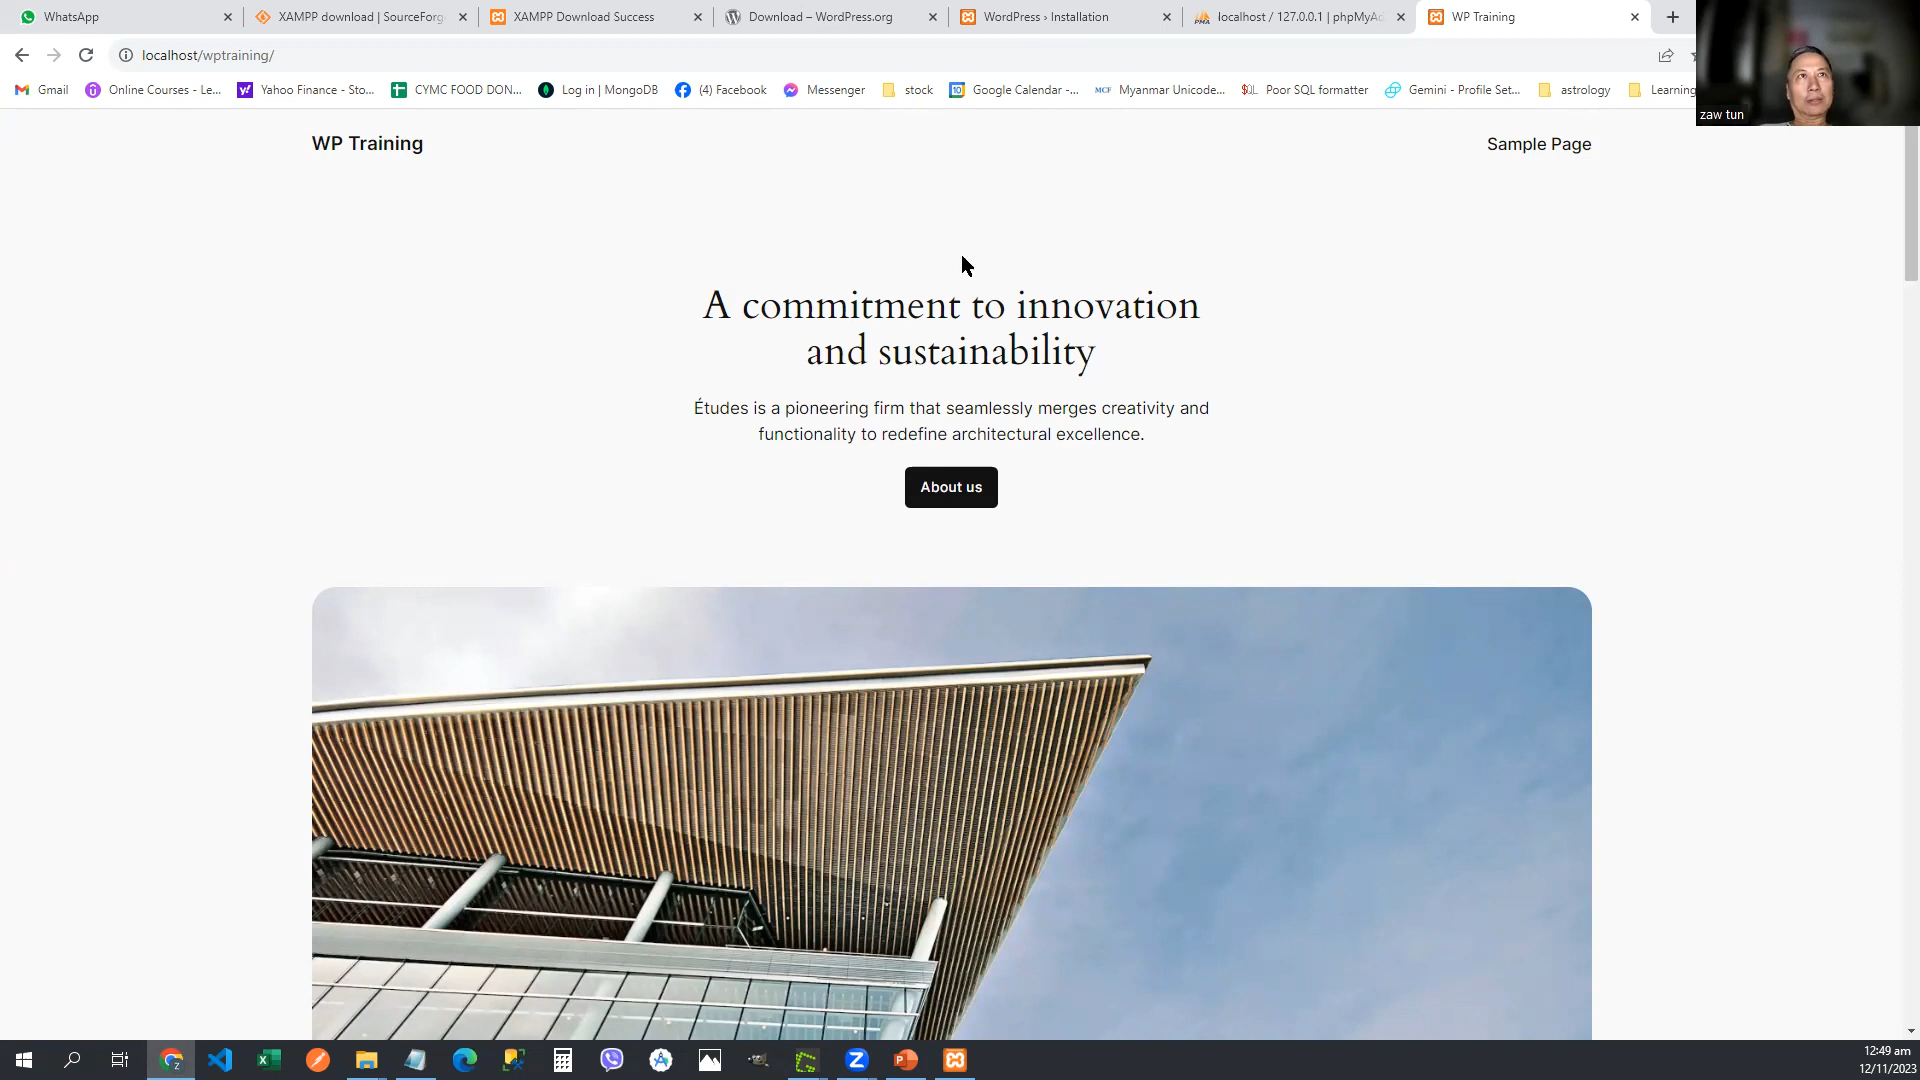 WhatsApp
XAMPP download | SourceForg
XAMPP Download Success
Download – WordPress.org
WordPress › Installation
localhost / 127.0.0.1 | phpMyAd
WP Training
localhost/wptraining/
Gmail
Online Courses - Le...
Yahoo Finance - Sto...
CYMC FOOD DON...
Log in | MongoDB
(4) Facebook
Messenger
stock
Google Calendar -...
Myanmar Unicode...
Poor SQL formatter
Gemini - Profile Set...
astrology
Learning
zaw tun
WP Training
Sample Page
A commitment to innovation
and sustainability
Études is a pioneering firm that seamlessly merges creativity and
functionality to redefine architectural excellence.
About us
12:49 am
12/11/2023